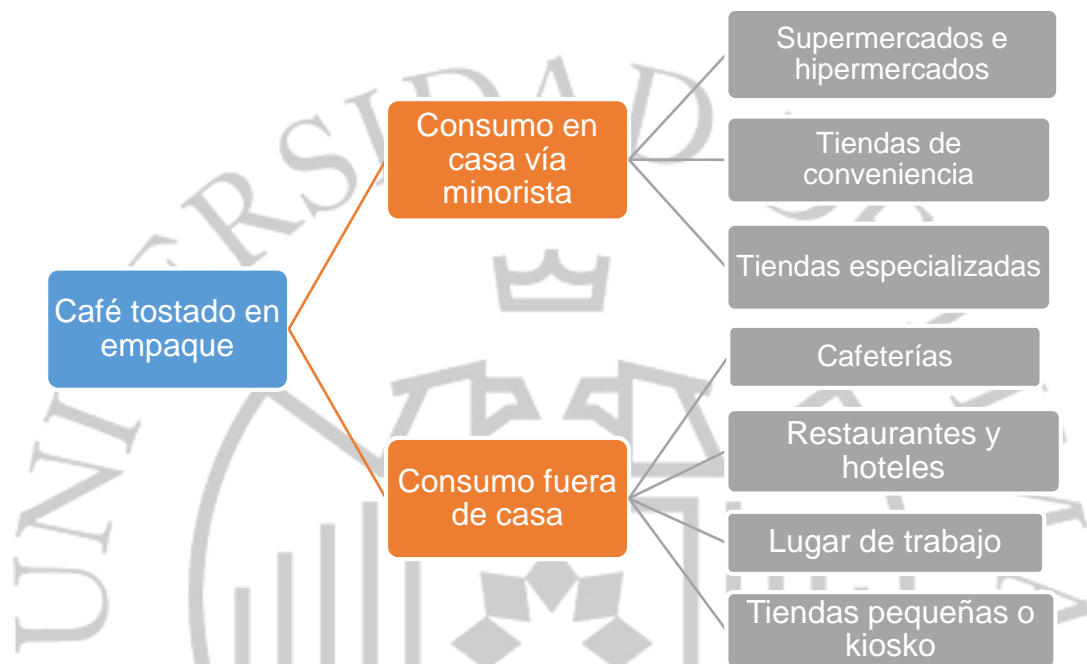 Café tostado en
empaque
Consumo en
casa vía
minorista
Supermercados e
hipermercados
Tiendas de
conveniencia
Tiendas especializadas
Consumo fuera
de casa
Cafeterías
Restaurantes y
hoteles
Lugar de trabajo
Tiendas pequeñas o
kiosko